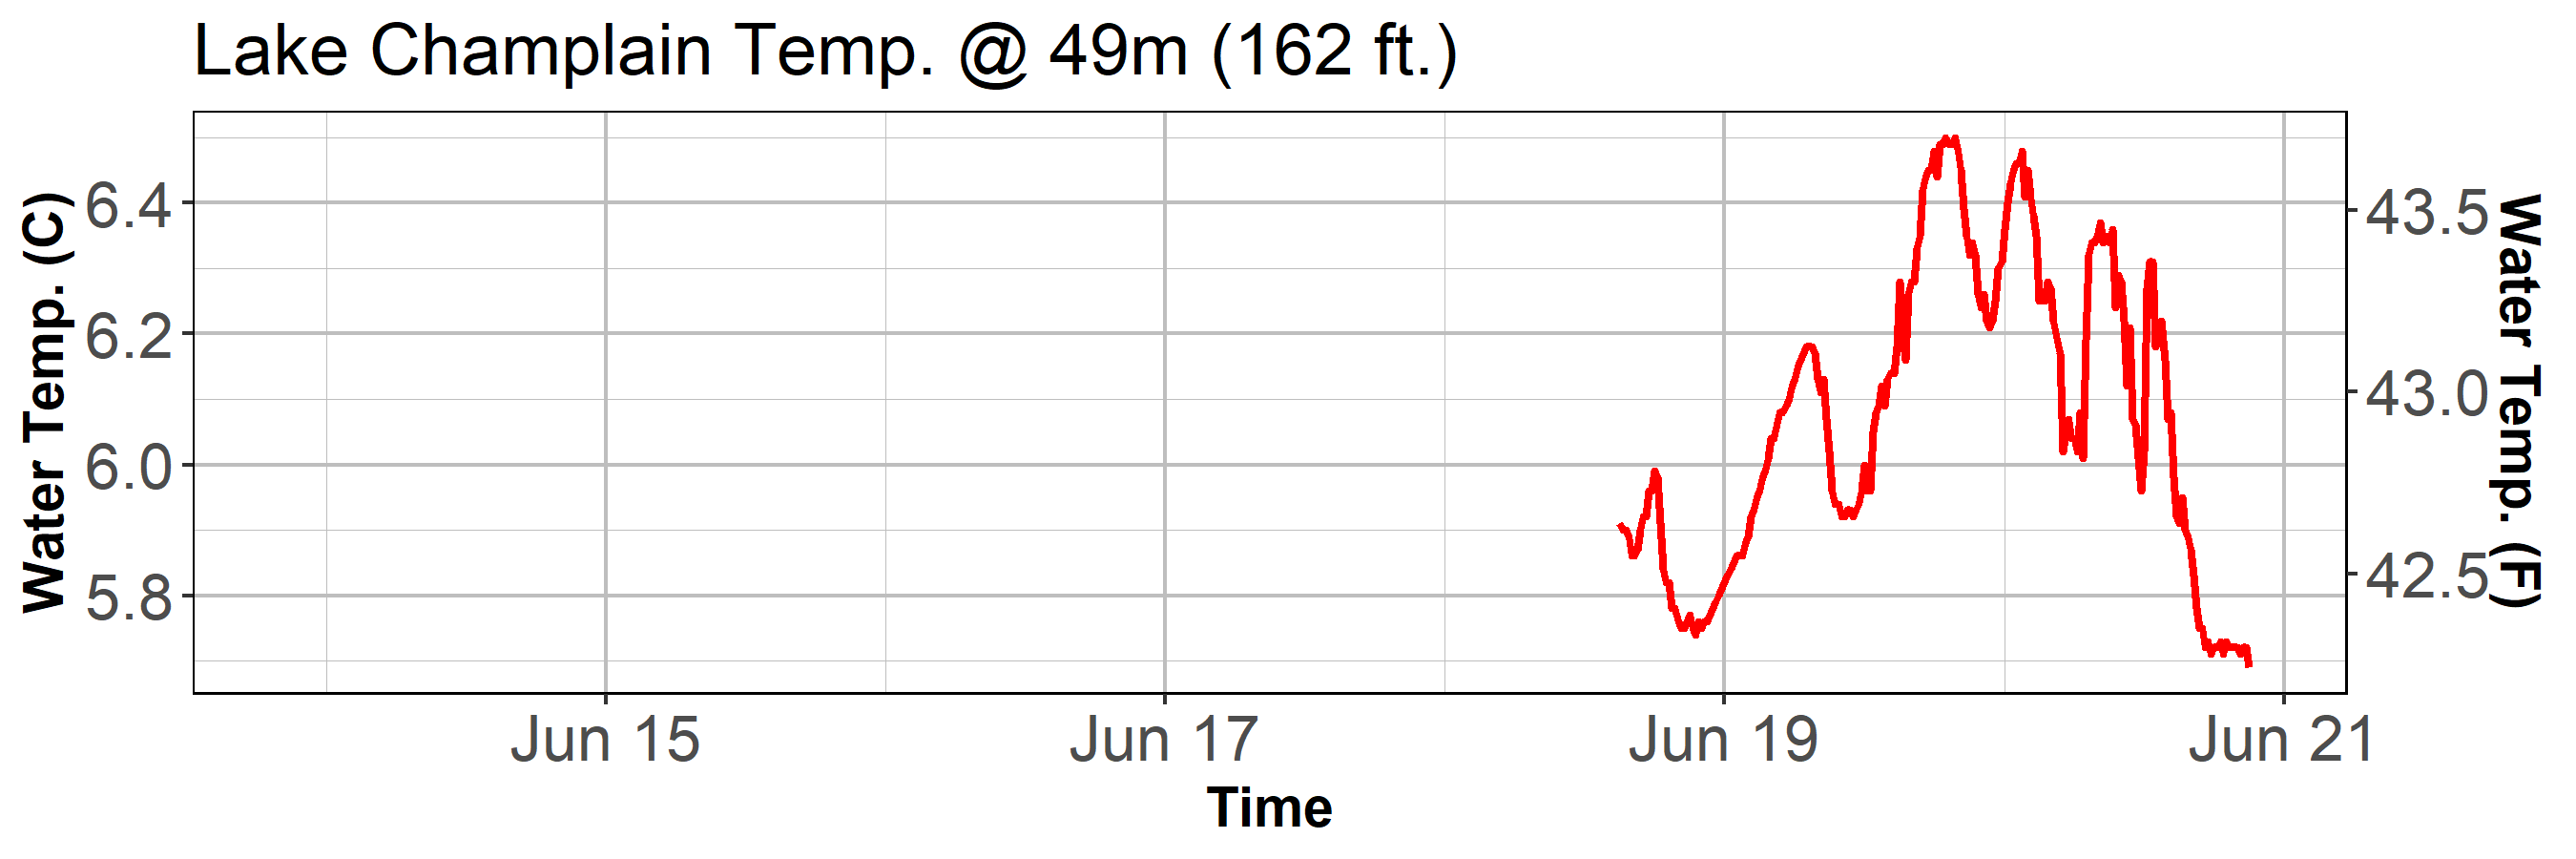 Lake Champlain Temp. @ 49m (162 ft.)
Water Temp. (C)
6.4
6.2
6.0
5.8
43.5
43.0
42.5
Water Temp. (F)
Jun 15
Jun 17
Jun 19
Jun 21
Time